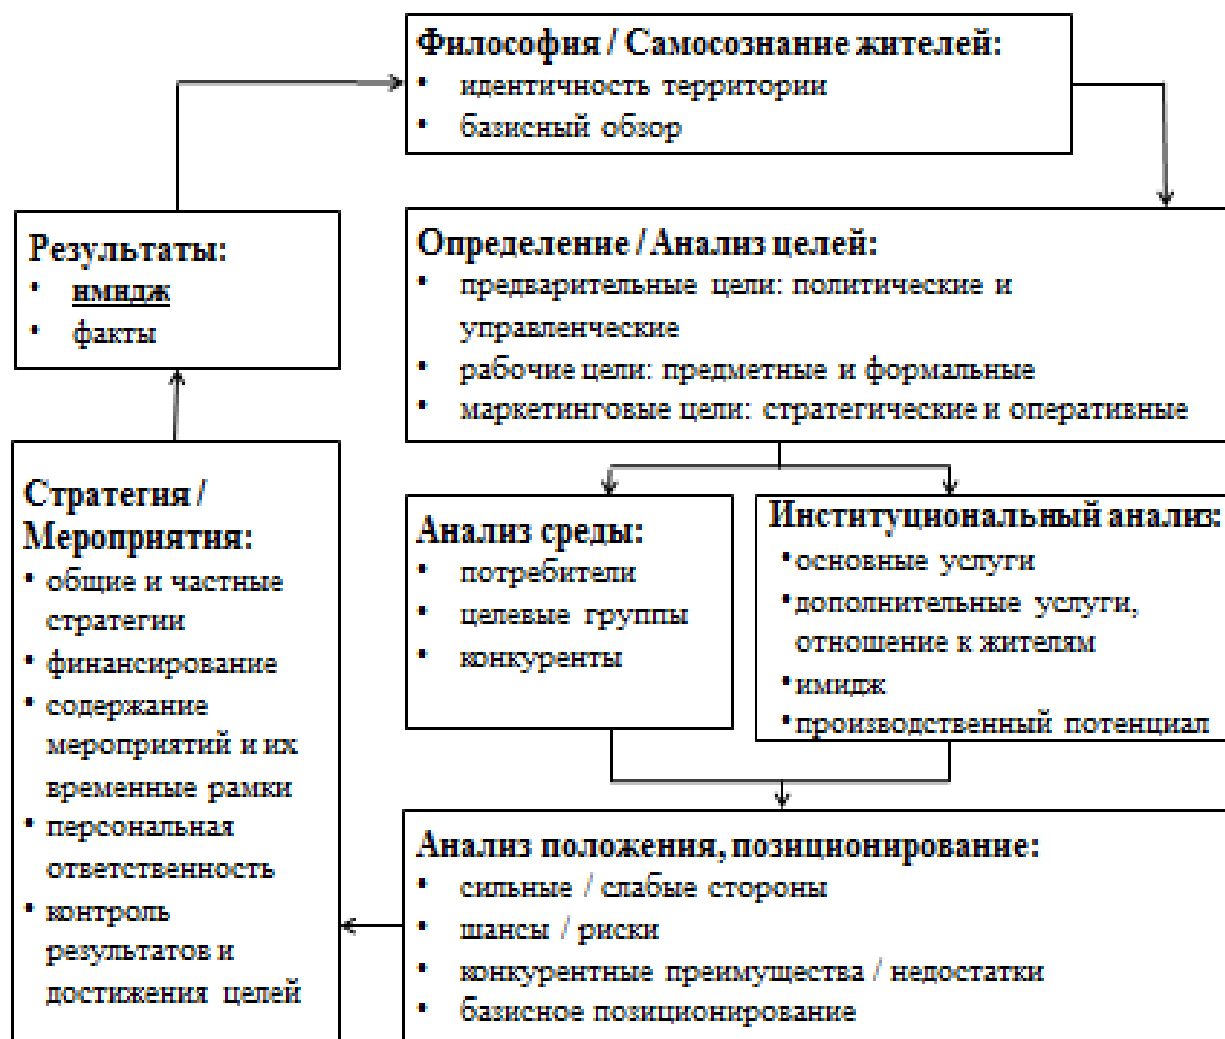 Философия / Самосознание жителей:
• идентичность территории
• базисный обзор
Определение / Анализ целей:
• предварительные цели: политические и
управленческие
• рабочие цели: предметные и формальные
• маркетинговые цели: стратегические и оперативные
Анализ среды:
• потребители
• целевые группы
• конкуренты
Институциональный анализ:
• основные услуги
• дополнительные услуги,
отношение к жителям
• имидж
• производственный потенциал
Анализ положения, позиционирование:
• сильные / слабые стороны
• шансы / риски
• конкурентные преимущества / недостатки
• базисное позиционирование
Стратегия /
Мероприятия:
• общие и частные
стратегии
• финансирование
• содержание
мероприятий и их
временные рамки
• персональная
ответственность
• контроль
результатов и
достижения целей
Результаты:
• имидж
• факты